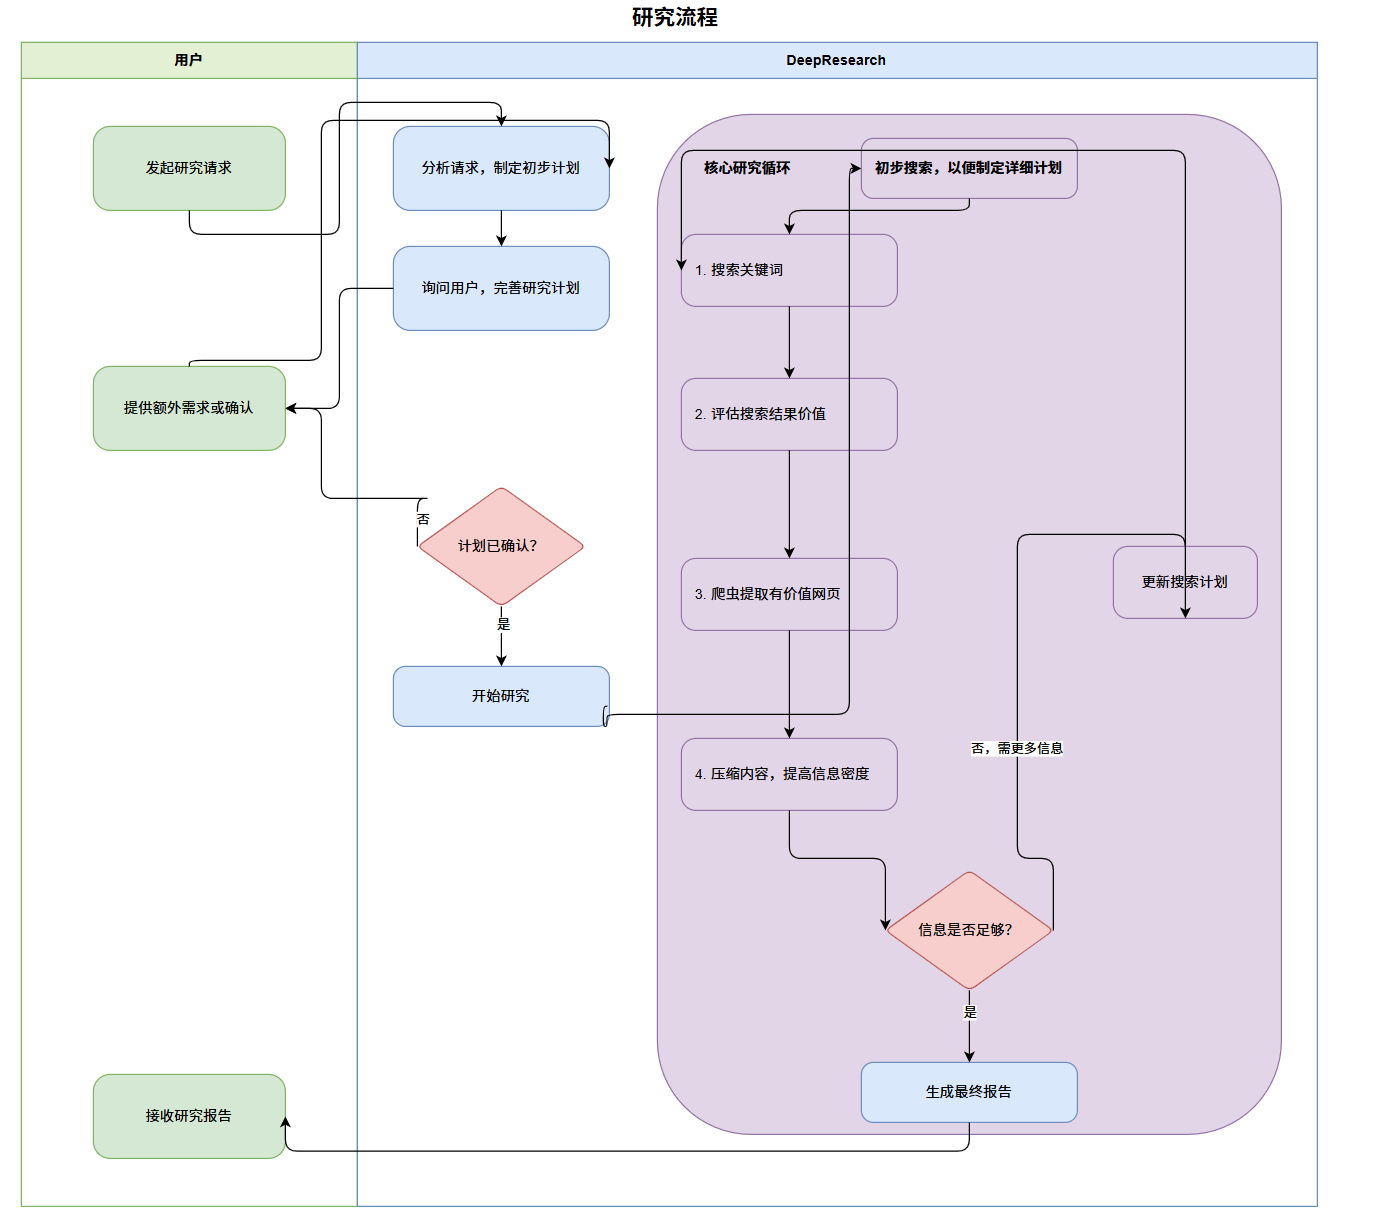 研究流程
用户
DeepResearch
发起研究请求
分析请求，制定初步计划
核心研究循环
初步搜索，以便制定详细计划
1. 搜索关键词
询问用户，完善研究计划
提供额外需求或确认
2. 评估搜索结果价值
否
计划已确认？
是
3. 爬虫提取有价值网页
更新搜索计划
开始研究
否，需更多信息
4. 压缩内容，提高信息密度
信息是否足够？
是
生成最终报告
接收研究报告